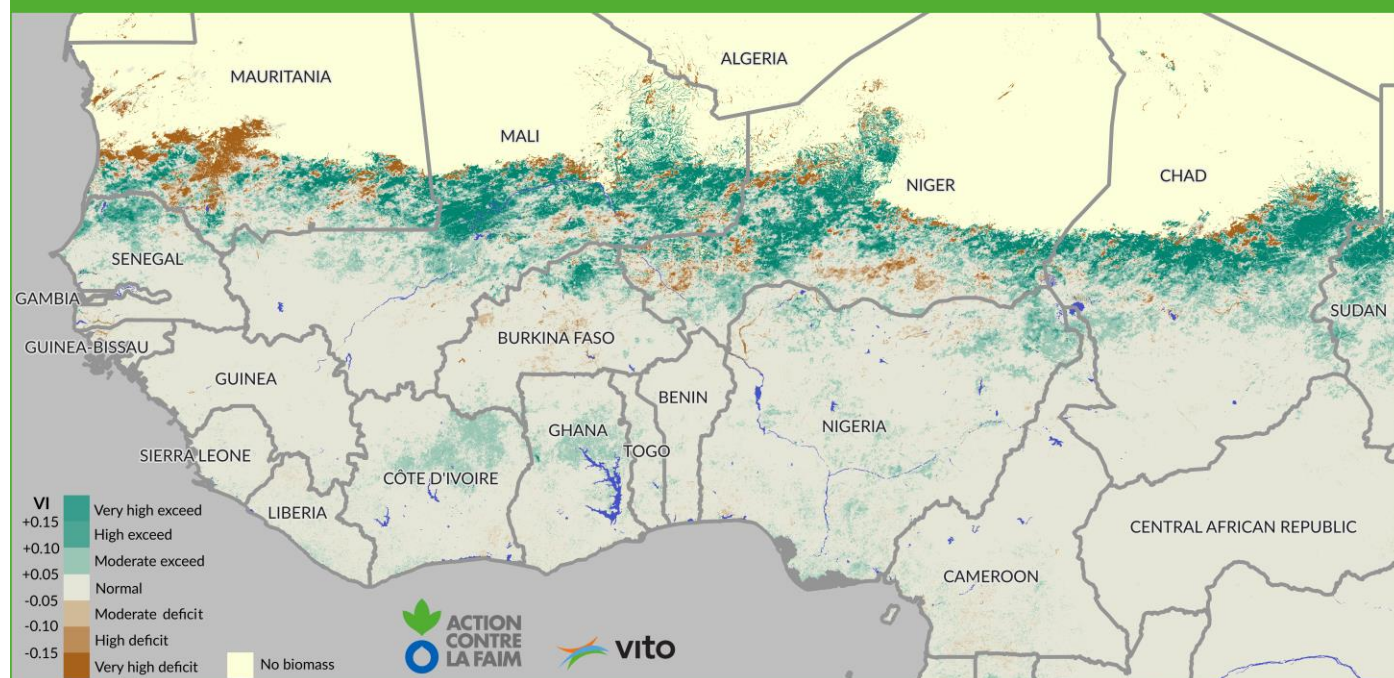 ALGERIA
MAURITANIA
MALI
NIGER
CHAD
SENEGAL
GAMBIA
SUDAN
GUINEA-BISSAU
BURKINA FASO
GUINEA
BENIN
GHANA
NIGERIA
TOGO
SIERRA LEONE
CÔTE D'IVOIRE
LIBERIA
CENTRAL AFRICAN REPUBLIC
CAMEROON
VI
Very high exceed
+0.15
High exceed
+0.10
Moderate exceed
+0.05
Normal
-0.05
Moderate deficit
-0.10
High deficit
-0.15
Very high deficit
No biomass
ACTION
CONTRE
LA FAIM
vito